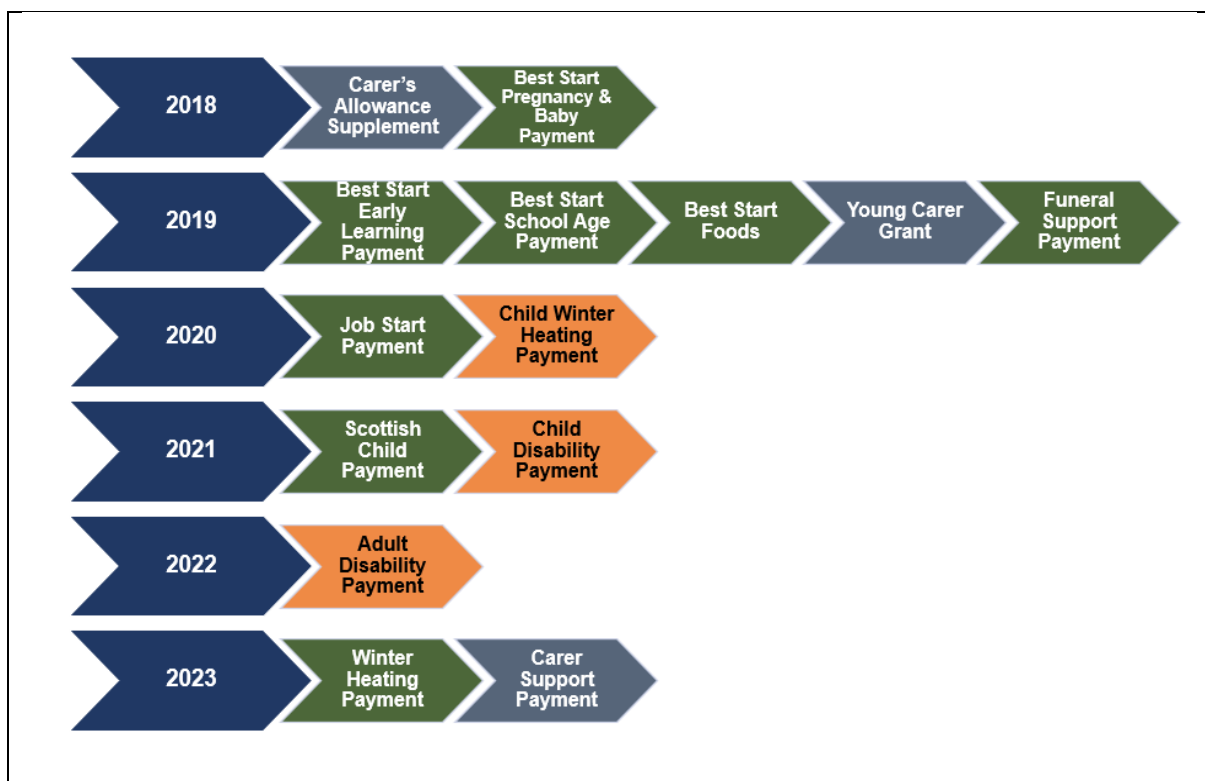 2018
Carer's
Allowance
Supplement
Best Start
Pregnancy &
Baby
Payment
2019
Best Start
Early
Learning
Payment
Best Start
School Age
Payment
Best Start
Foods
Young Carer
Grant
Funeral
Support
Payment
2020
Job Start
Payment
Child Winter
Heating
Payment
2021
Scottish
Child
Payment
Child
Disability
Payment
2022
Adult
Disability
Payment
2023
Winter
Heating
Payment
Carer
Support
Payment